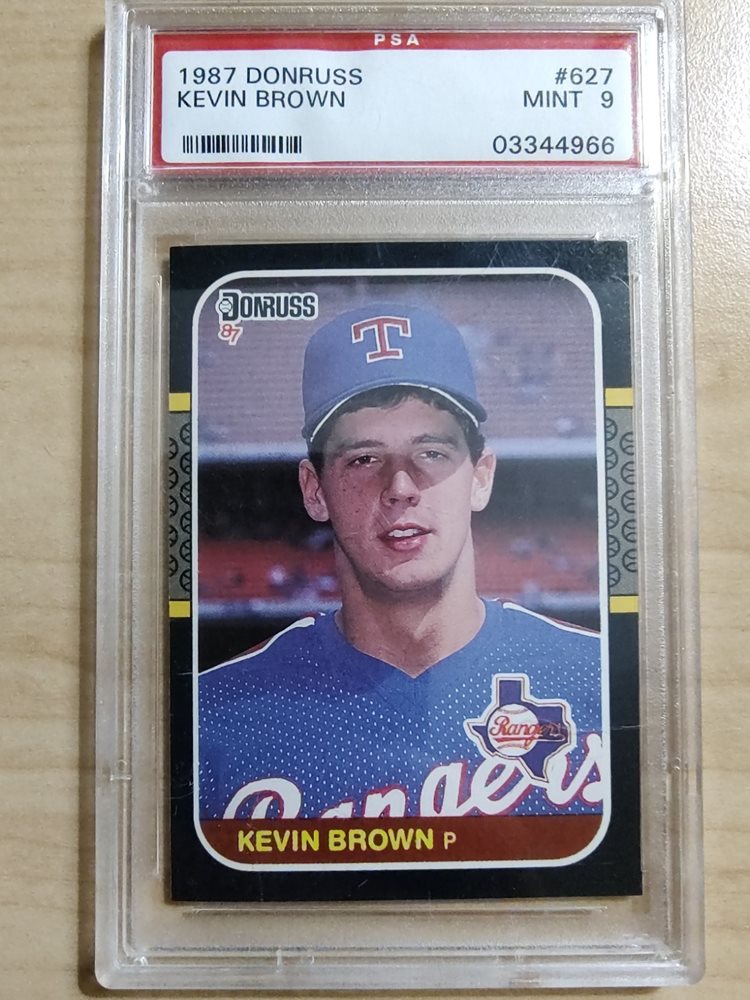 PSA
1987 DONRUSS #627
KEVIN BROWN MINT 9
03344966
DONRUSS
87
T
Rangers
Rangers
KEVIN BROWN P